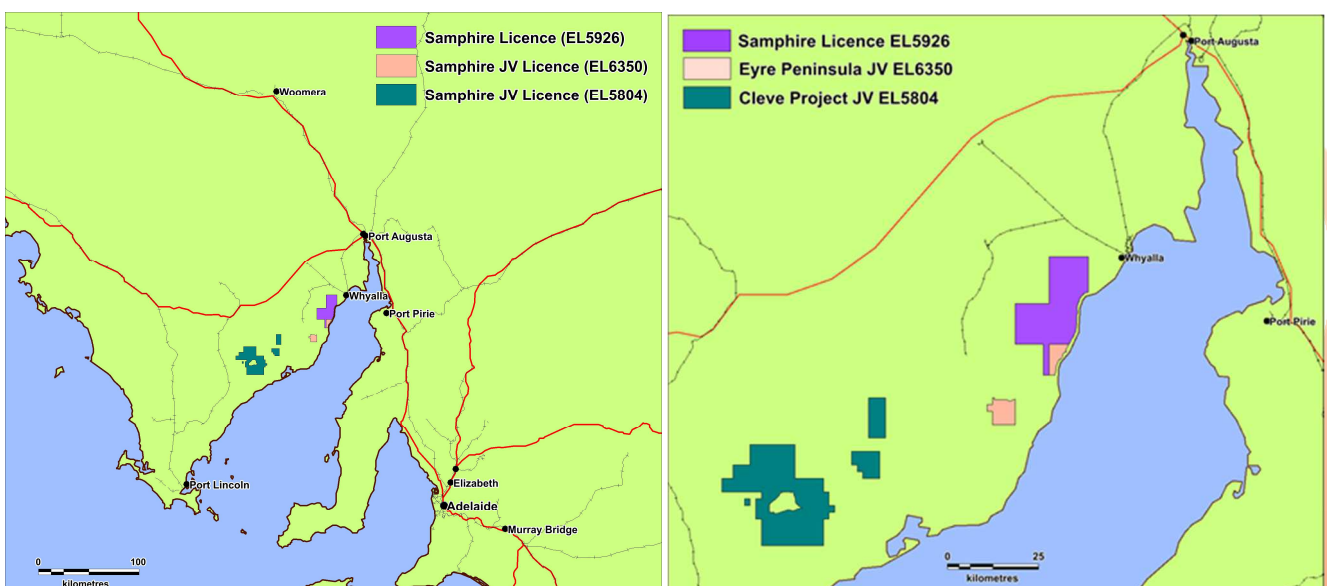 Samphire Licence (EL5926)
Samphire JV Licence (EL6350)
Samphire JV Licence (EL5804)
Woomera
Port Augusta
Whyalla
Port Pirie
Port Lincoln
Elizabeth
Adelaide
Murray Bridge
0 100
kilometres
Samphire Licence EL5926
Eyre Peninsula JV EL6350
Cleve Project JV EL5804
Port Augusta
Whyalla
Port Pirie
0 25
kilometres